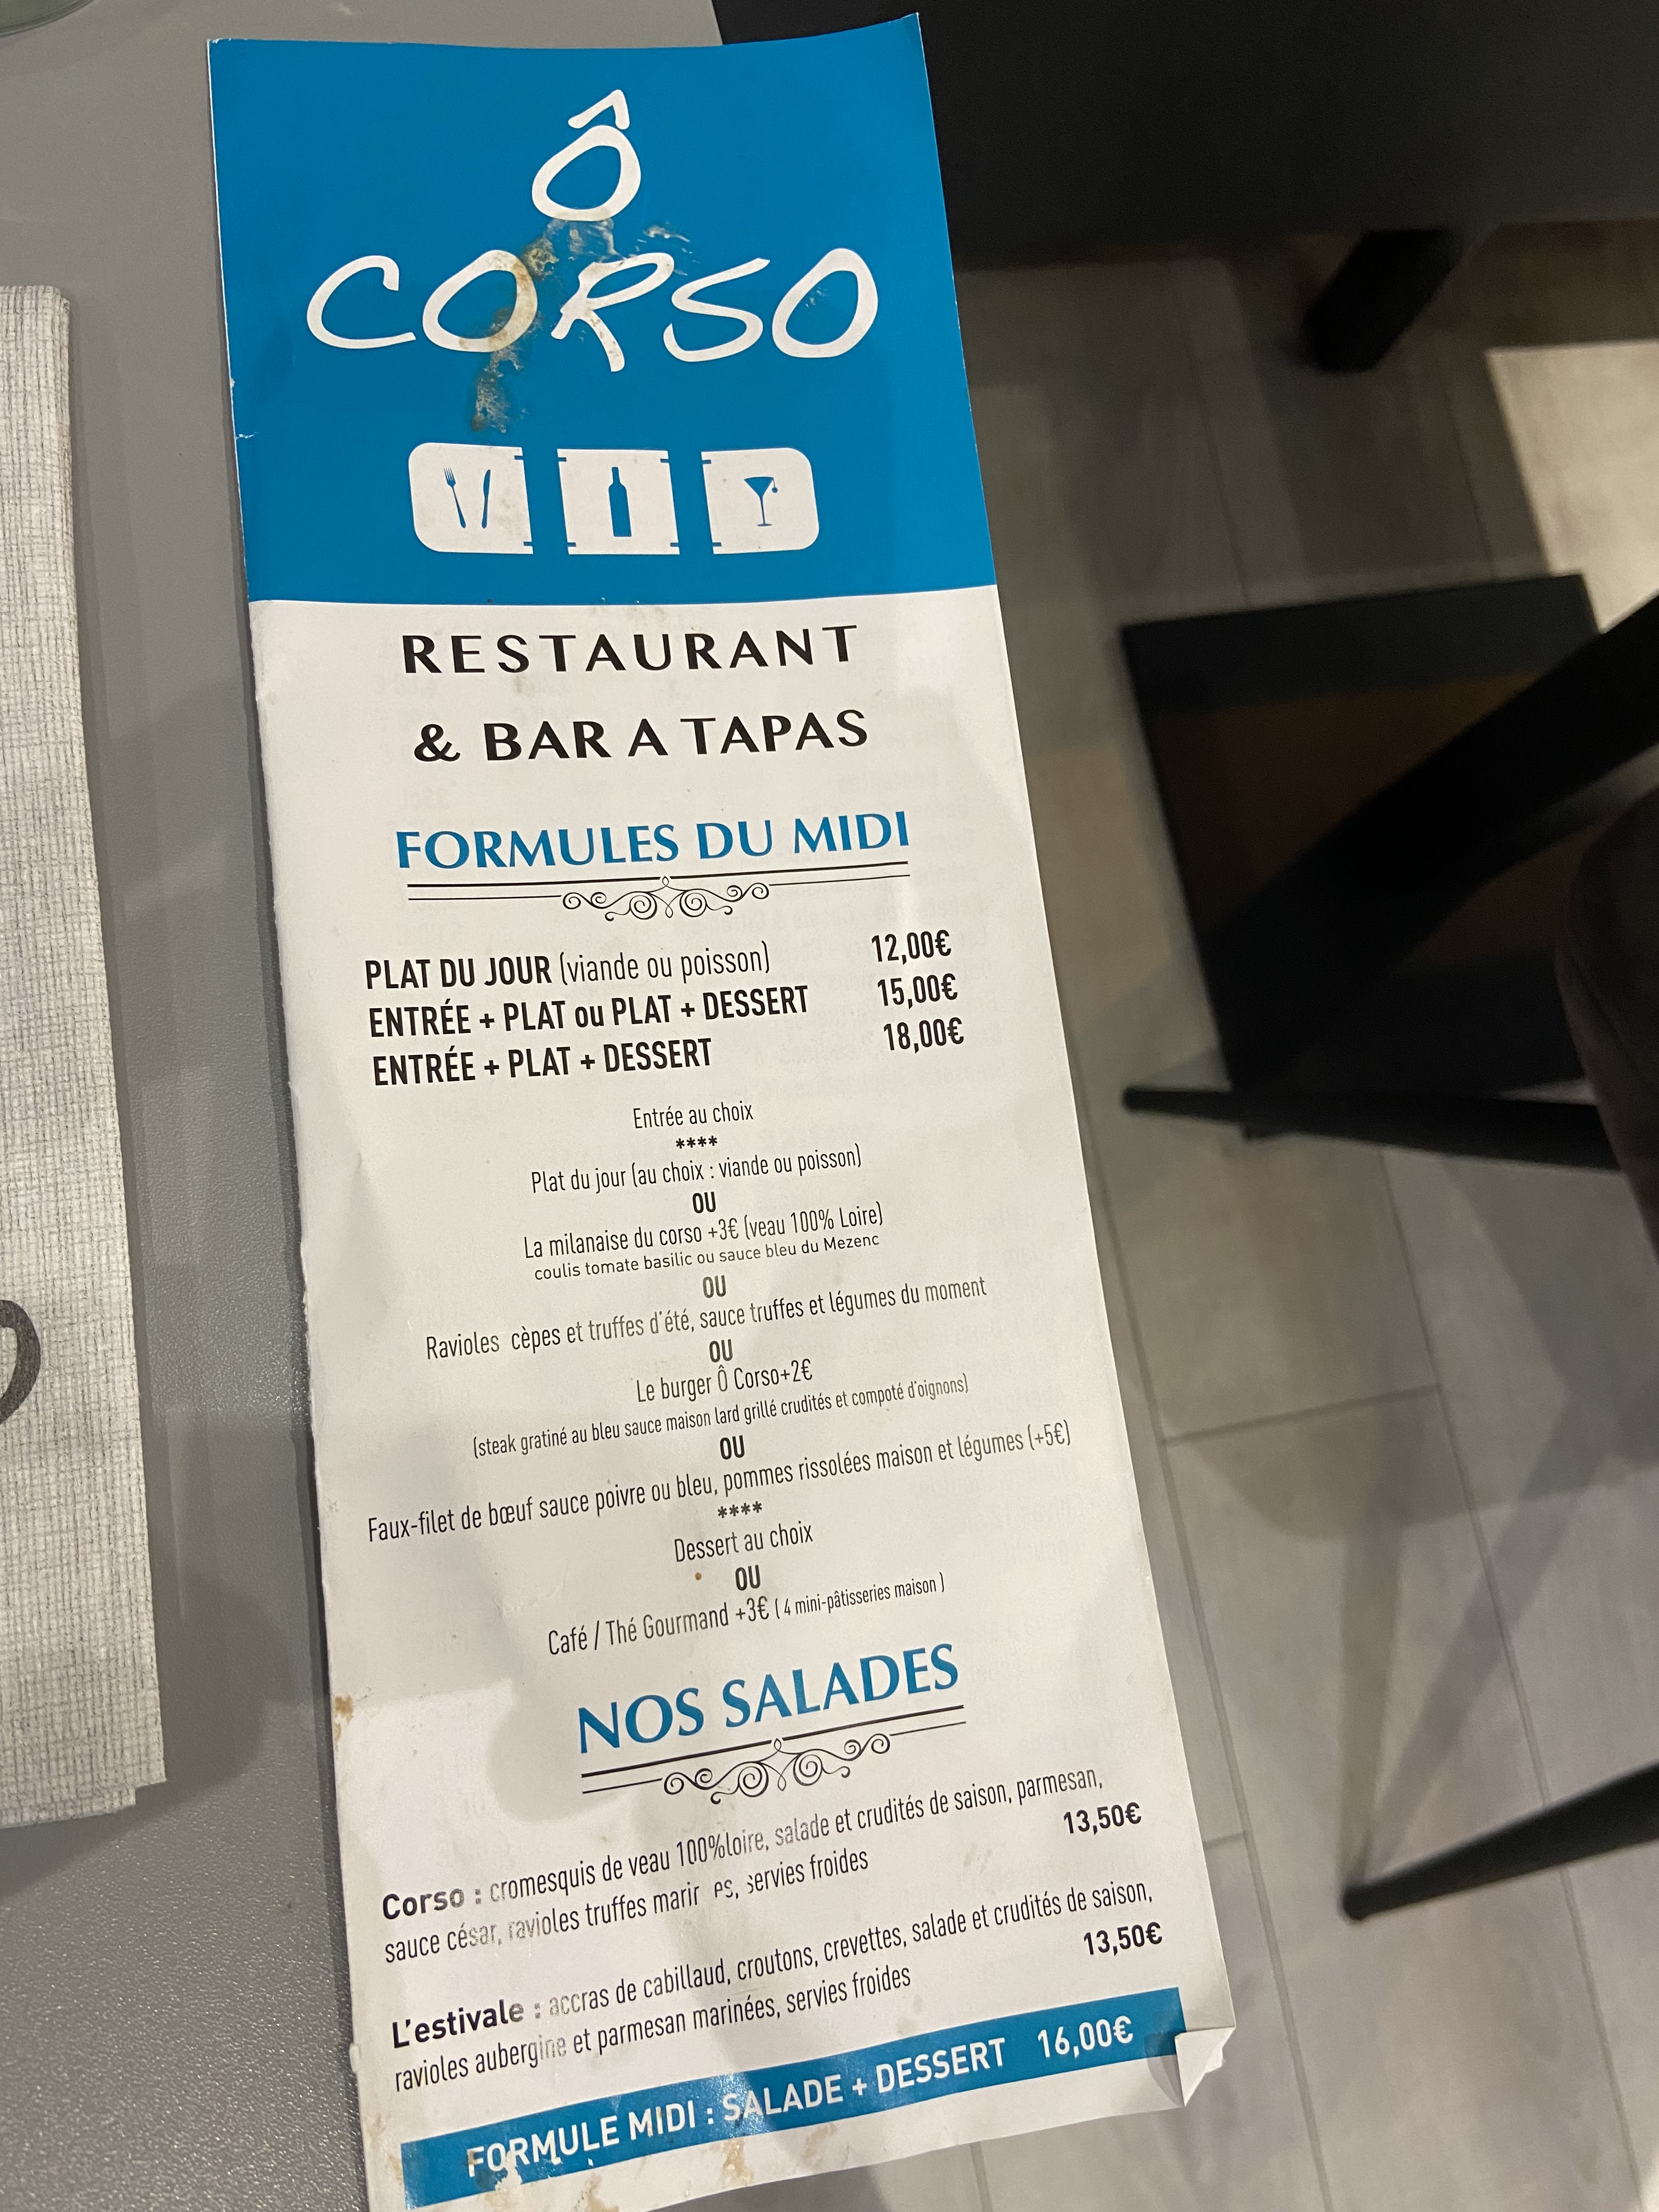 Ô
CORSO
RESTAURANT
& BAR A TAPAS
FORMULES DU MIDI
PLAT DU JOUR (viande ou poisson) 12,00€
ENTRÉE + PLAT ou PLAT + DESSERT 15,00€
ENTRÉE + PLAT + DESSERT 18,00€
Entrée au choix
****
Plat du jour (au choix : viande ou poisson)
OU
La milanaise du corso +3€ (veau 100% Loire)
coulis tomate basilic ou sauce bleu du Mezenc
OU
Ravioles cèpes et truffes d'été, sauce truffes et légumes du moment
OU
Le burger Ô Corso+2€
(steak gratiné au bleu sauce maison lard grillé crudités et compoté d'oignons)
OU
Faux-filet de bœuf sauce poivre ou bleu, pommes rissolées maison et légumes (+5€)
****
Dessert au choix
OU
Café / Thé Gourmand +3€ ( 4 mini-pâtisseries maison )
NOS SALADES
Corso : cromesquis de veau 100%loire, salade et crudités de saison, parmesan,
sauce césar, ravioles truffes servies froides 13,50€
L'estivale : accras de cabillaud, croutons, crevettes, salade et crudités de saison,
ravioles aubergine et parmesan marinées, servies froides 13,50€
FORMULE MIDI : SALADE + DESSERT 16,00€